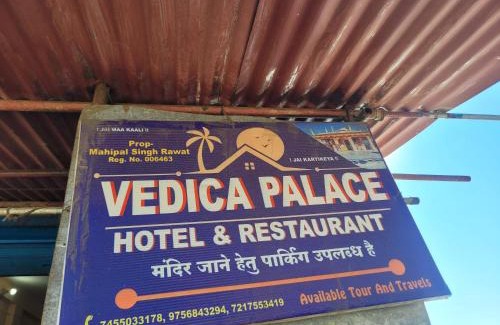 ! JAI MAA KAALI !!
! JAI KARTIKEYA !!
Prop-
Mahipal Singh Rawat
Reg. No. 006463
VEDICA PALACE
HOTEL & RESTAURANT
मंदिर जाने हेतु पार्किंग उपलब्ध है
Available Tour And Travels
7455033178, 9756843294, 7217553419